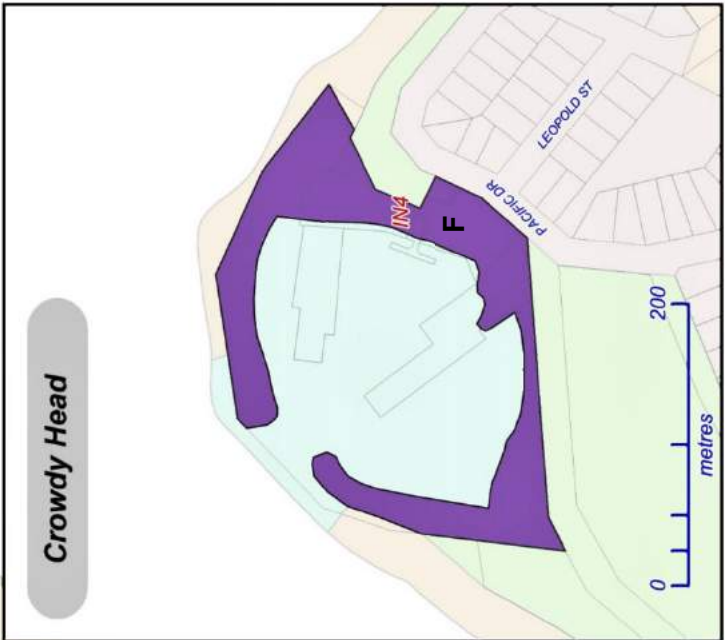 Crowdy Head
IN4
F
LEOPOLD ST
PACIFIC DR
0
200
metres